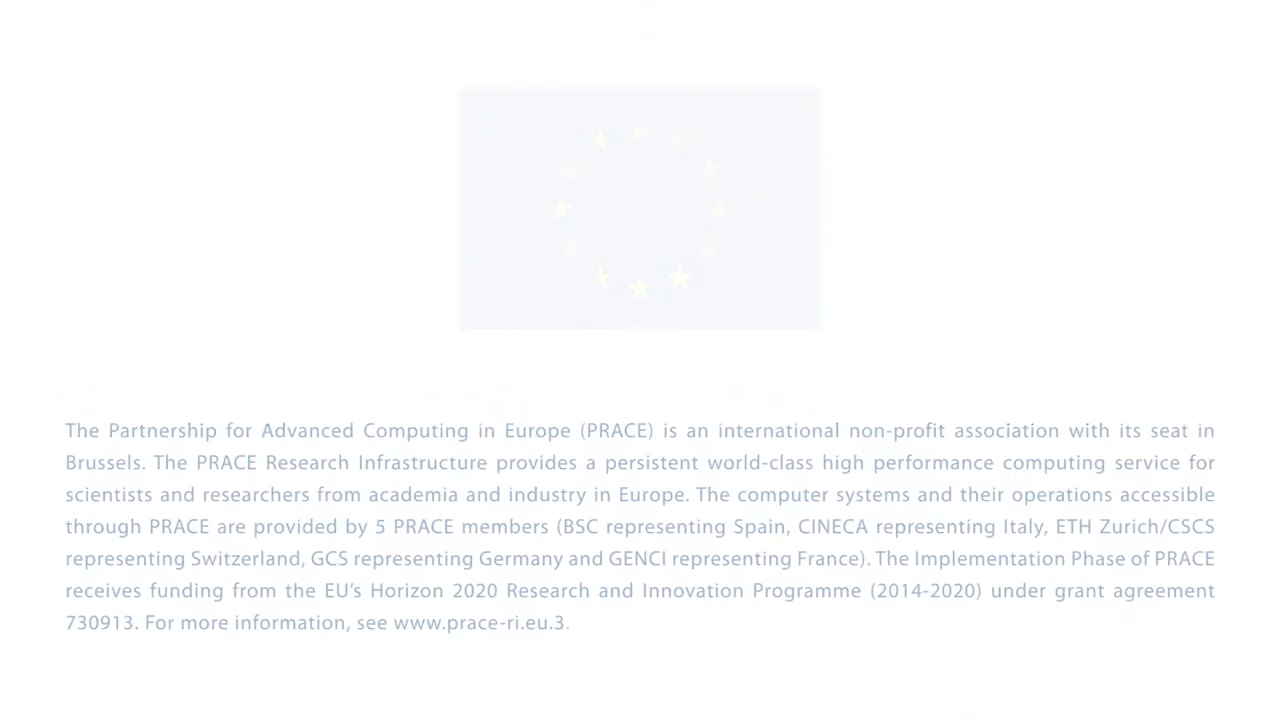 The Partnership for Advanced Computing in Europe (PRACE) is an international non-profit association with its seat in
Brussels. The PRACE Research Infrastructure provides a persistent world-class high performance computing service for
scientists and researchers from academia and industry in Europe. The computer systems and their operations accessible
through PRACE are provided by 5 PRACE members (BSC representing Spain, CINECA representing Italy, ETH Zurich/CSCS
representing Switzerland, GCS representing Germany and GENCI representing France). The Implementation Phase of PRACE
receives funding from the EU’s Horizon 2020 Research and Innovation Programme (2014-2020) under grant agreement
730913. For more information, see www.prace-ri.eu.3.